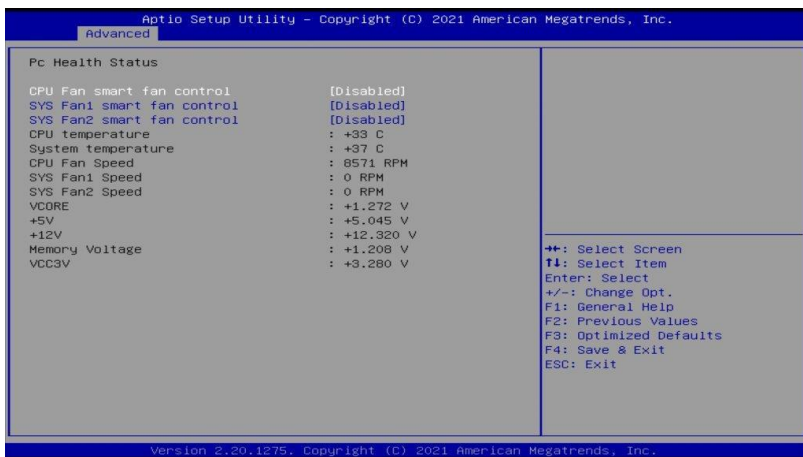 Aptio Setup Utility – Copyright (C) 2021 American Megatrends, Inc.
Advanced
Pc Health Status
CPU Fan smart fan control [Disabled]
SYS Fan1 smart fan control [Disabled]
SYS Fan2 smart fan control [Disabled]
CPU temperature : +33 C
System temperature : +37 C
CPU Fan Speed : 8571 RPM
SYS Fan1 Speed : 0 RPM
SYS Fan2 Speed : 0 RPM
VCORE : +1.272 V
+5V : +5.045 V
+12V : +12.320 V
Memory Voltage : +1.208 V
VCC3V : +3.280 V
→←: Select Screen
↑↓: Select Item
Enter: Select
+/-: Change Opt.
F1: General Help
F2: Previous Values
F3: Optimized Defaults
F4: Save & Exit
ESC: Exit
Version 2.20.1275. Copyright (C) 2021 American Megatrends, Inc.